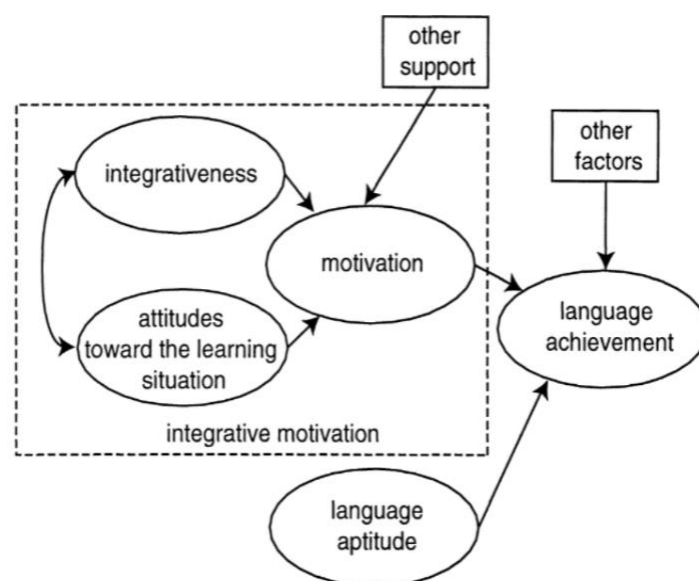 other
support
other
factors
integrativeness
motivation
attitudes
toward the learning
situation
language
achievement
integrative motivation
language
aptitude